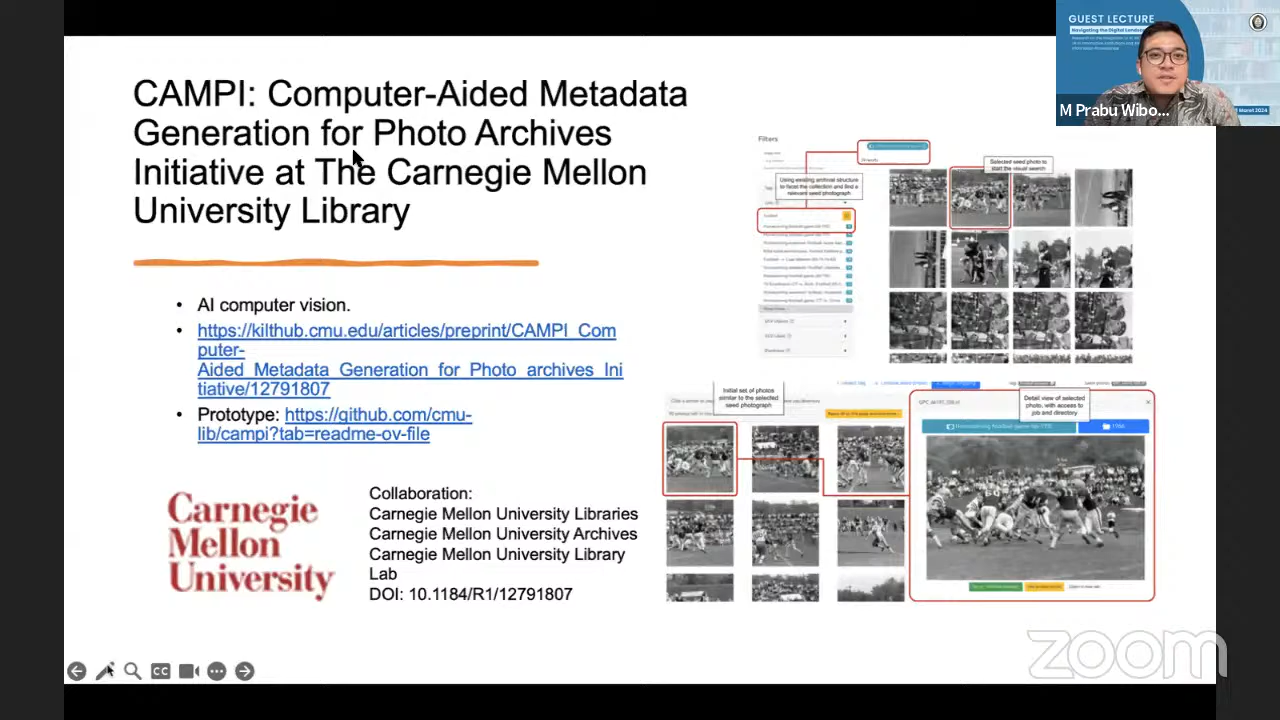 GUEST LECTURE
M Prabu Wibo...
CAMPI: Computer-Aided Metadata
Generation for Photo Archives
Initiative at The Carnegie Mellon
University Library
• AI computer vision.
• https://kilthub.cmu.edu/articles/preprint/CAMPI_Com
puter-
Aided_Metadata_Generation_for_Photo_archives_Ini
tiative/12791807
• Prototype: https://github.com/cmu-
lib/campi?tab=readme-ov-file
Carnegie
Mellon
University
Collaboration:
Carnegie Mellon University Libraries
Carnegie Mellon University Archives
Carnegie Mellon University Library
Lab
DOI: 10.1184/R1/12791807
Filters
Using existing archival structure
to facet the collection and find a
relevant seed photograph
Selected seed photo to
start the visual search
Initial set of photos
similar to the selected
seed photograph
Detail view of selected
photo, with access to
job and directory
CC
zoom